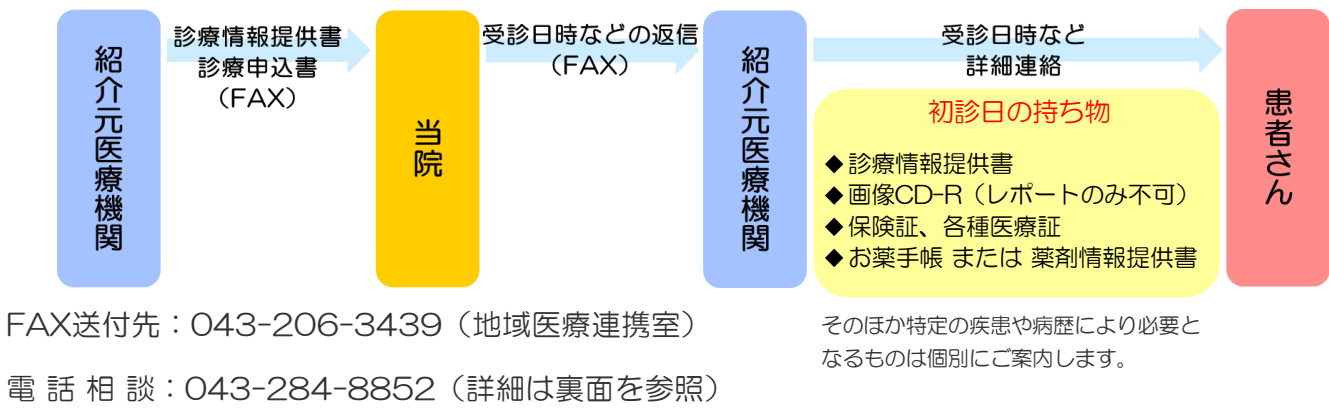 紹介元医療機関
診療情報提供書
診療申込書
(FAX)
当院
受診日時などの返信
(FAX)
紹介元医療機関
受診日時など
詳細連絡
初診日の持ち物
◆診療情報提供書
◆画像CD-R（レポートのみ不可）
◆保険証、各種医療証
◆お薬手帳 または 薬剤情報提供書
患者さん
そのほか特定の疾患や病歴により必要と
なるものは個別にご案内します。
FAX送付先：043-206-3439（地域医療連携室）
電 話 相 談：043-284-8852（詳細は裏面を参照）